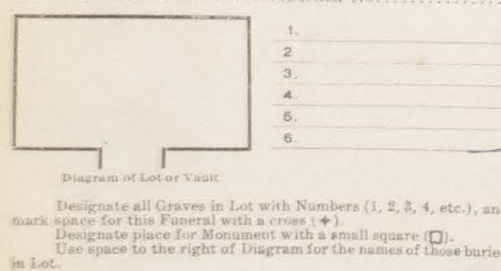 1.
2
3.
4.
5.
6.
Diagram of Lot or Vault.
Designate all Graves in Lot with Numbers (1, 2, 3, 4, etc.), an
mark space for this Funeral with a cross (✦).
Designate place for Monument with a small square (☐).
Use space to the right of Diagram for the names of those burie
in Lot.